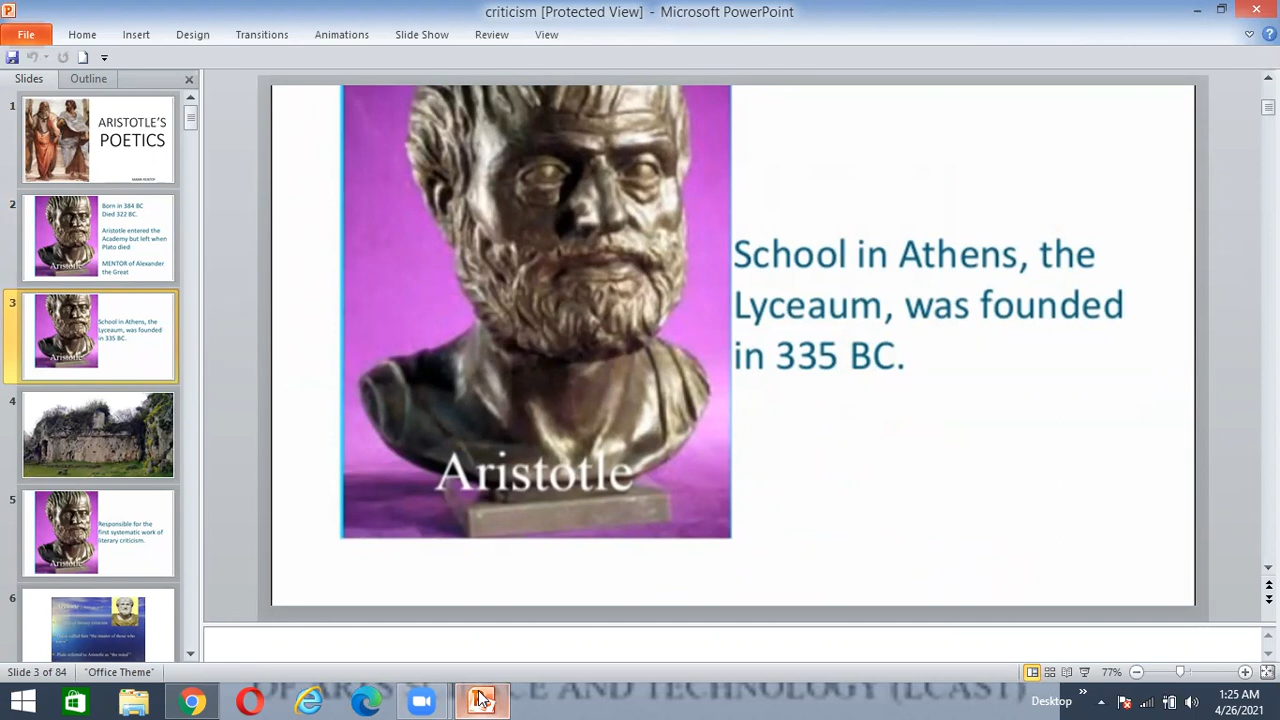 criticism [Protected View] - Microsoft PowerPoint
File Home Insert Design Transitions Animations Slide Show Review View
Slides Outline
1
ARISTOTLE'S
POETICS
2
Born in 384 BC
Died 322 BC.
Aristotle entered the
Academy but left when
Plato died
MENTOR of Alexander
the Great
Aristotle
3
School in Athens, the
Lyceaum, was founded
in 335 BC.
Aristotle
4
5
Responsible for the
first systematic work of
literary criticism.
Aristotle
6
School in Athens, the
Lyceaum, was founded
in 335 BC.
Aristotle
Slide 3 of 84 "Office Theme" 77%
Desktop
1:25 AM
4/26/2021